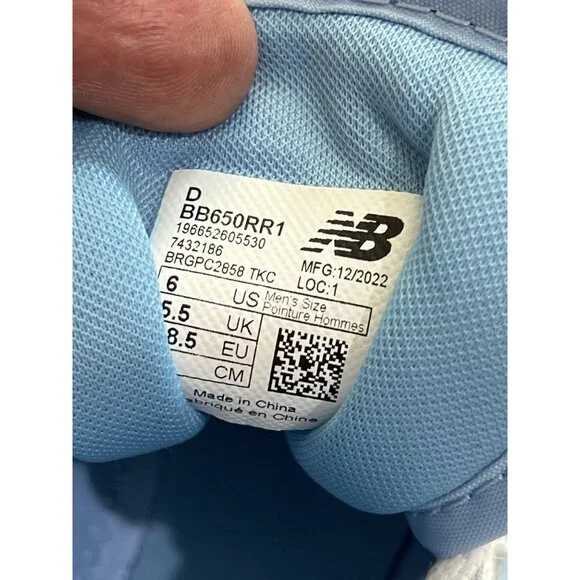 D
BB650RR1
196652605530
7432186
BRGPC2858 TKC
NB
MFG:12/2022
LOC:1
6 US Men's Size
Pointure Hommes
5.5 UK
8.5 EU
CM
Made in China
abriqué en Chine